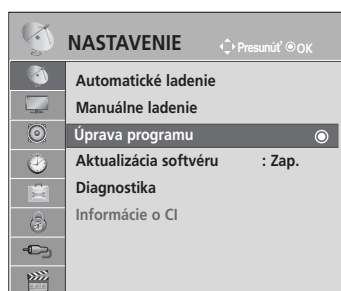 NASTAVENIE Presunúť OK
Automatické ladenie
Manuálne ladenie
Úprava programu
Aktualizácia softvéru : Zap.
Diagnostika
Informácie o CI